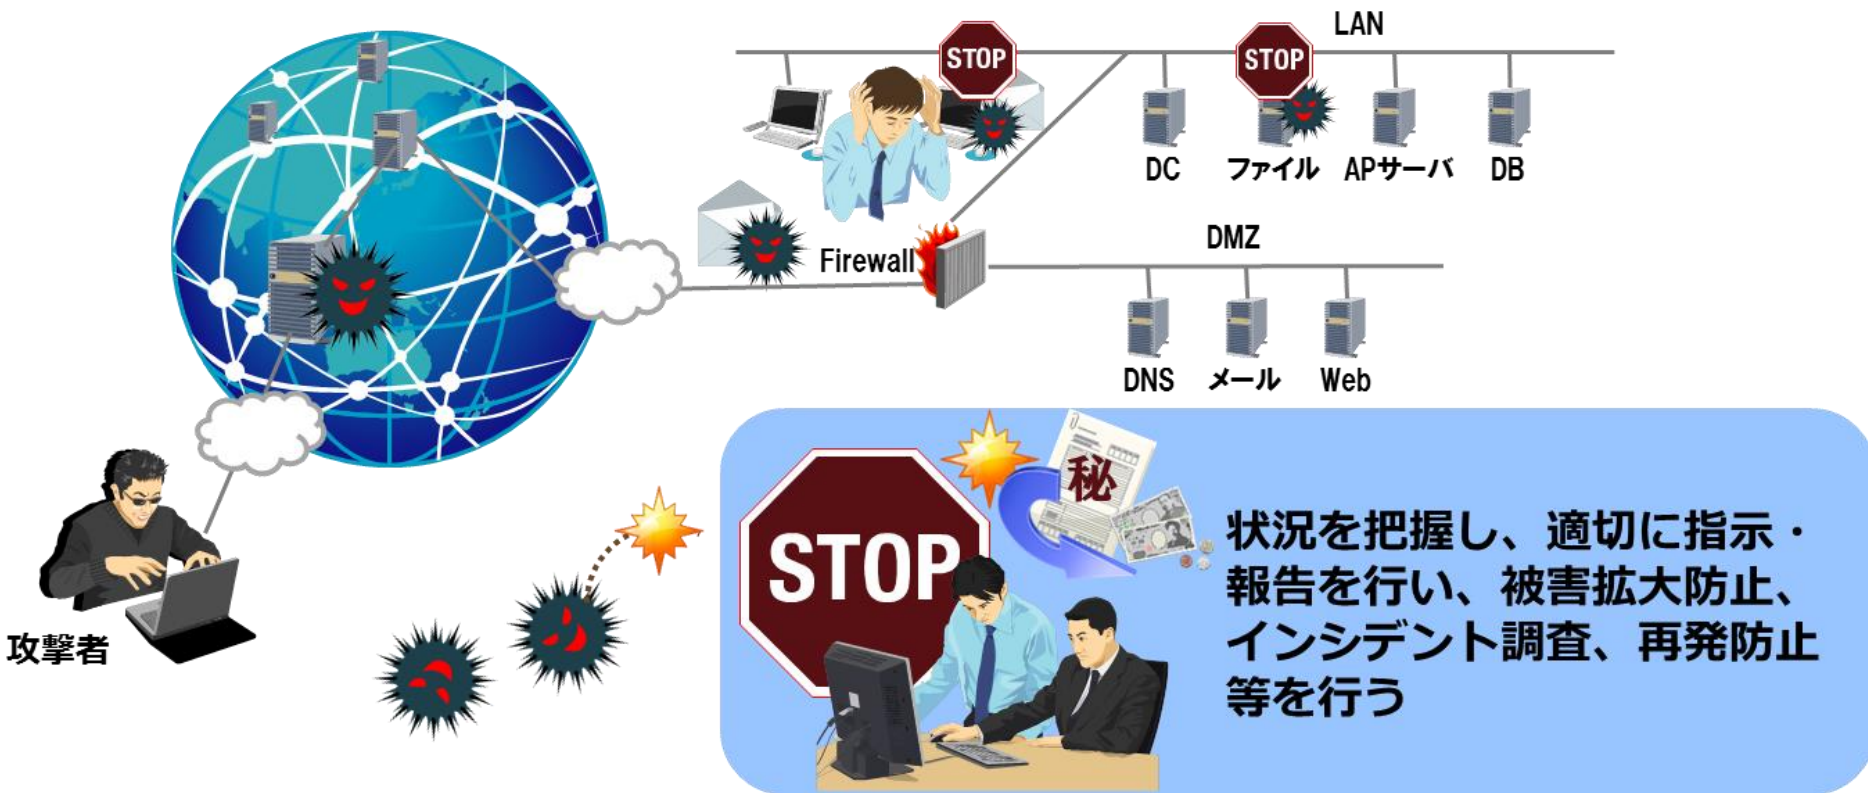 LAN
STOP
STOP
DC
ファイル
APサーバ
DB
Firewall
DMZ
DNS
メール
Web
攻撃者
STOP
秘
状況を把握し、適切に指示・
報告を行い、被害拡大防止、
インシデント調査、再発防止
等を行う